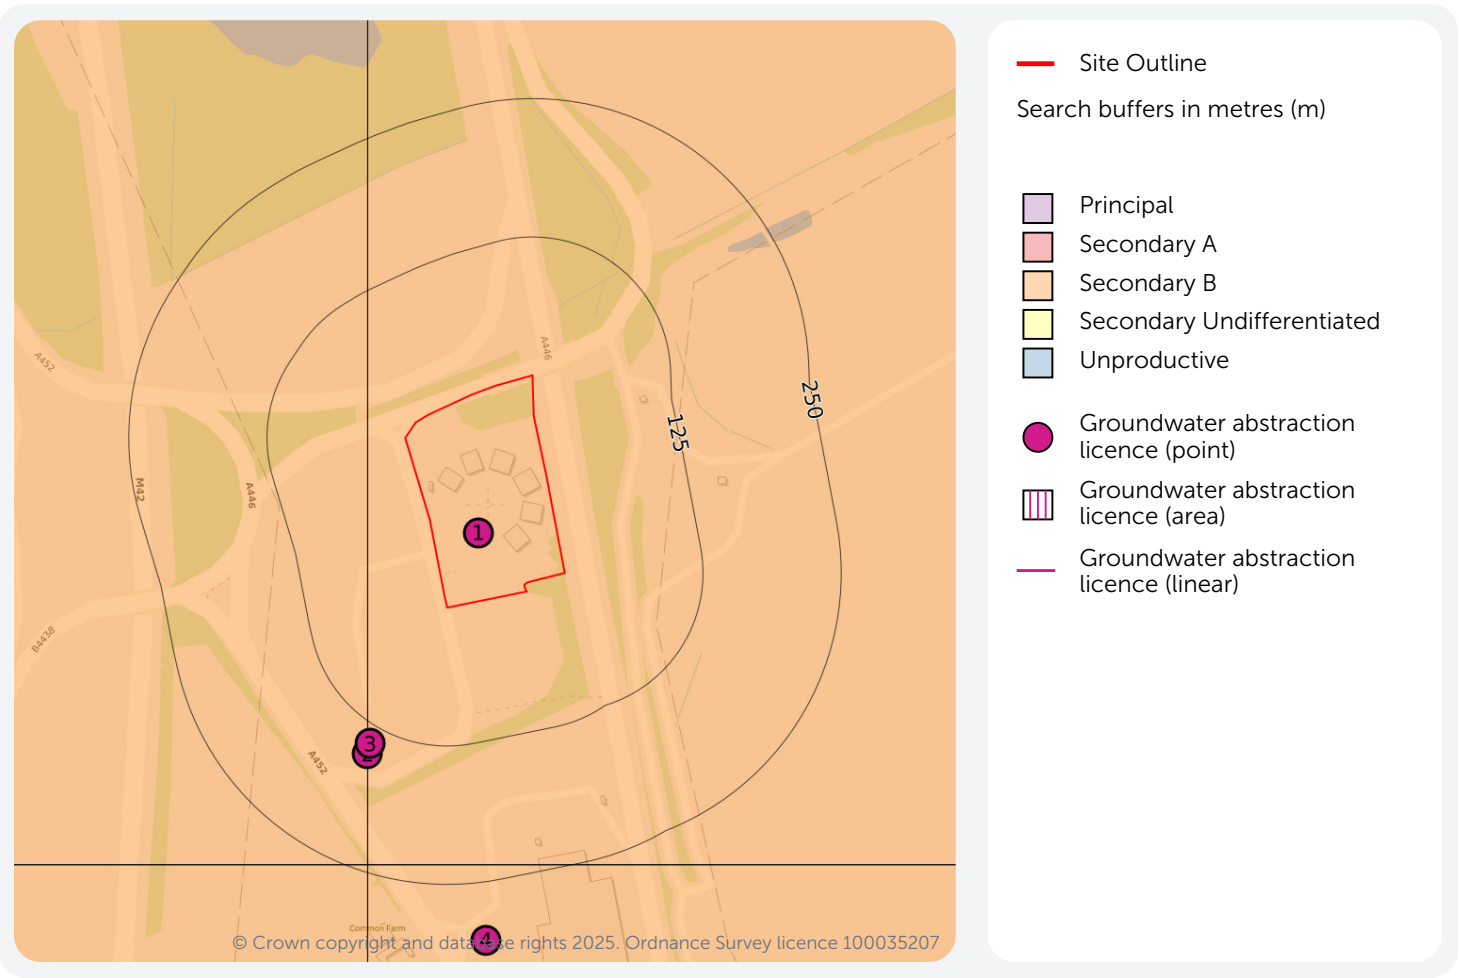 A446
A452
250
125
M42
A446
1
B4438
3
A452
Common Farm
4
© Crown copyright and database rights 2025. Ordnance Survey licence 100035207
Site Outline
Search buffers in metres (m)
Principal
Secondary A
Secondary B
Secondary Undifferentiated
Unproductive
Groundwater abstraction
licence (point)
Groundwater abstraction
licence (area)
Groundwater abstraction
licence (linear)